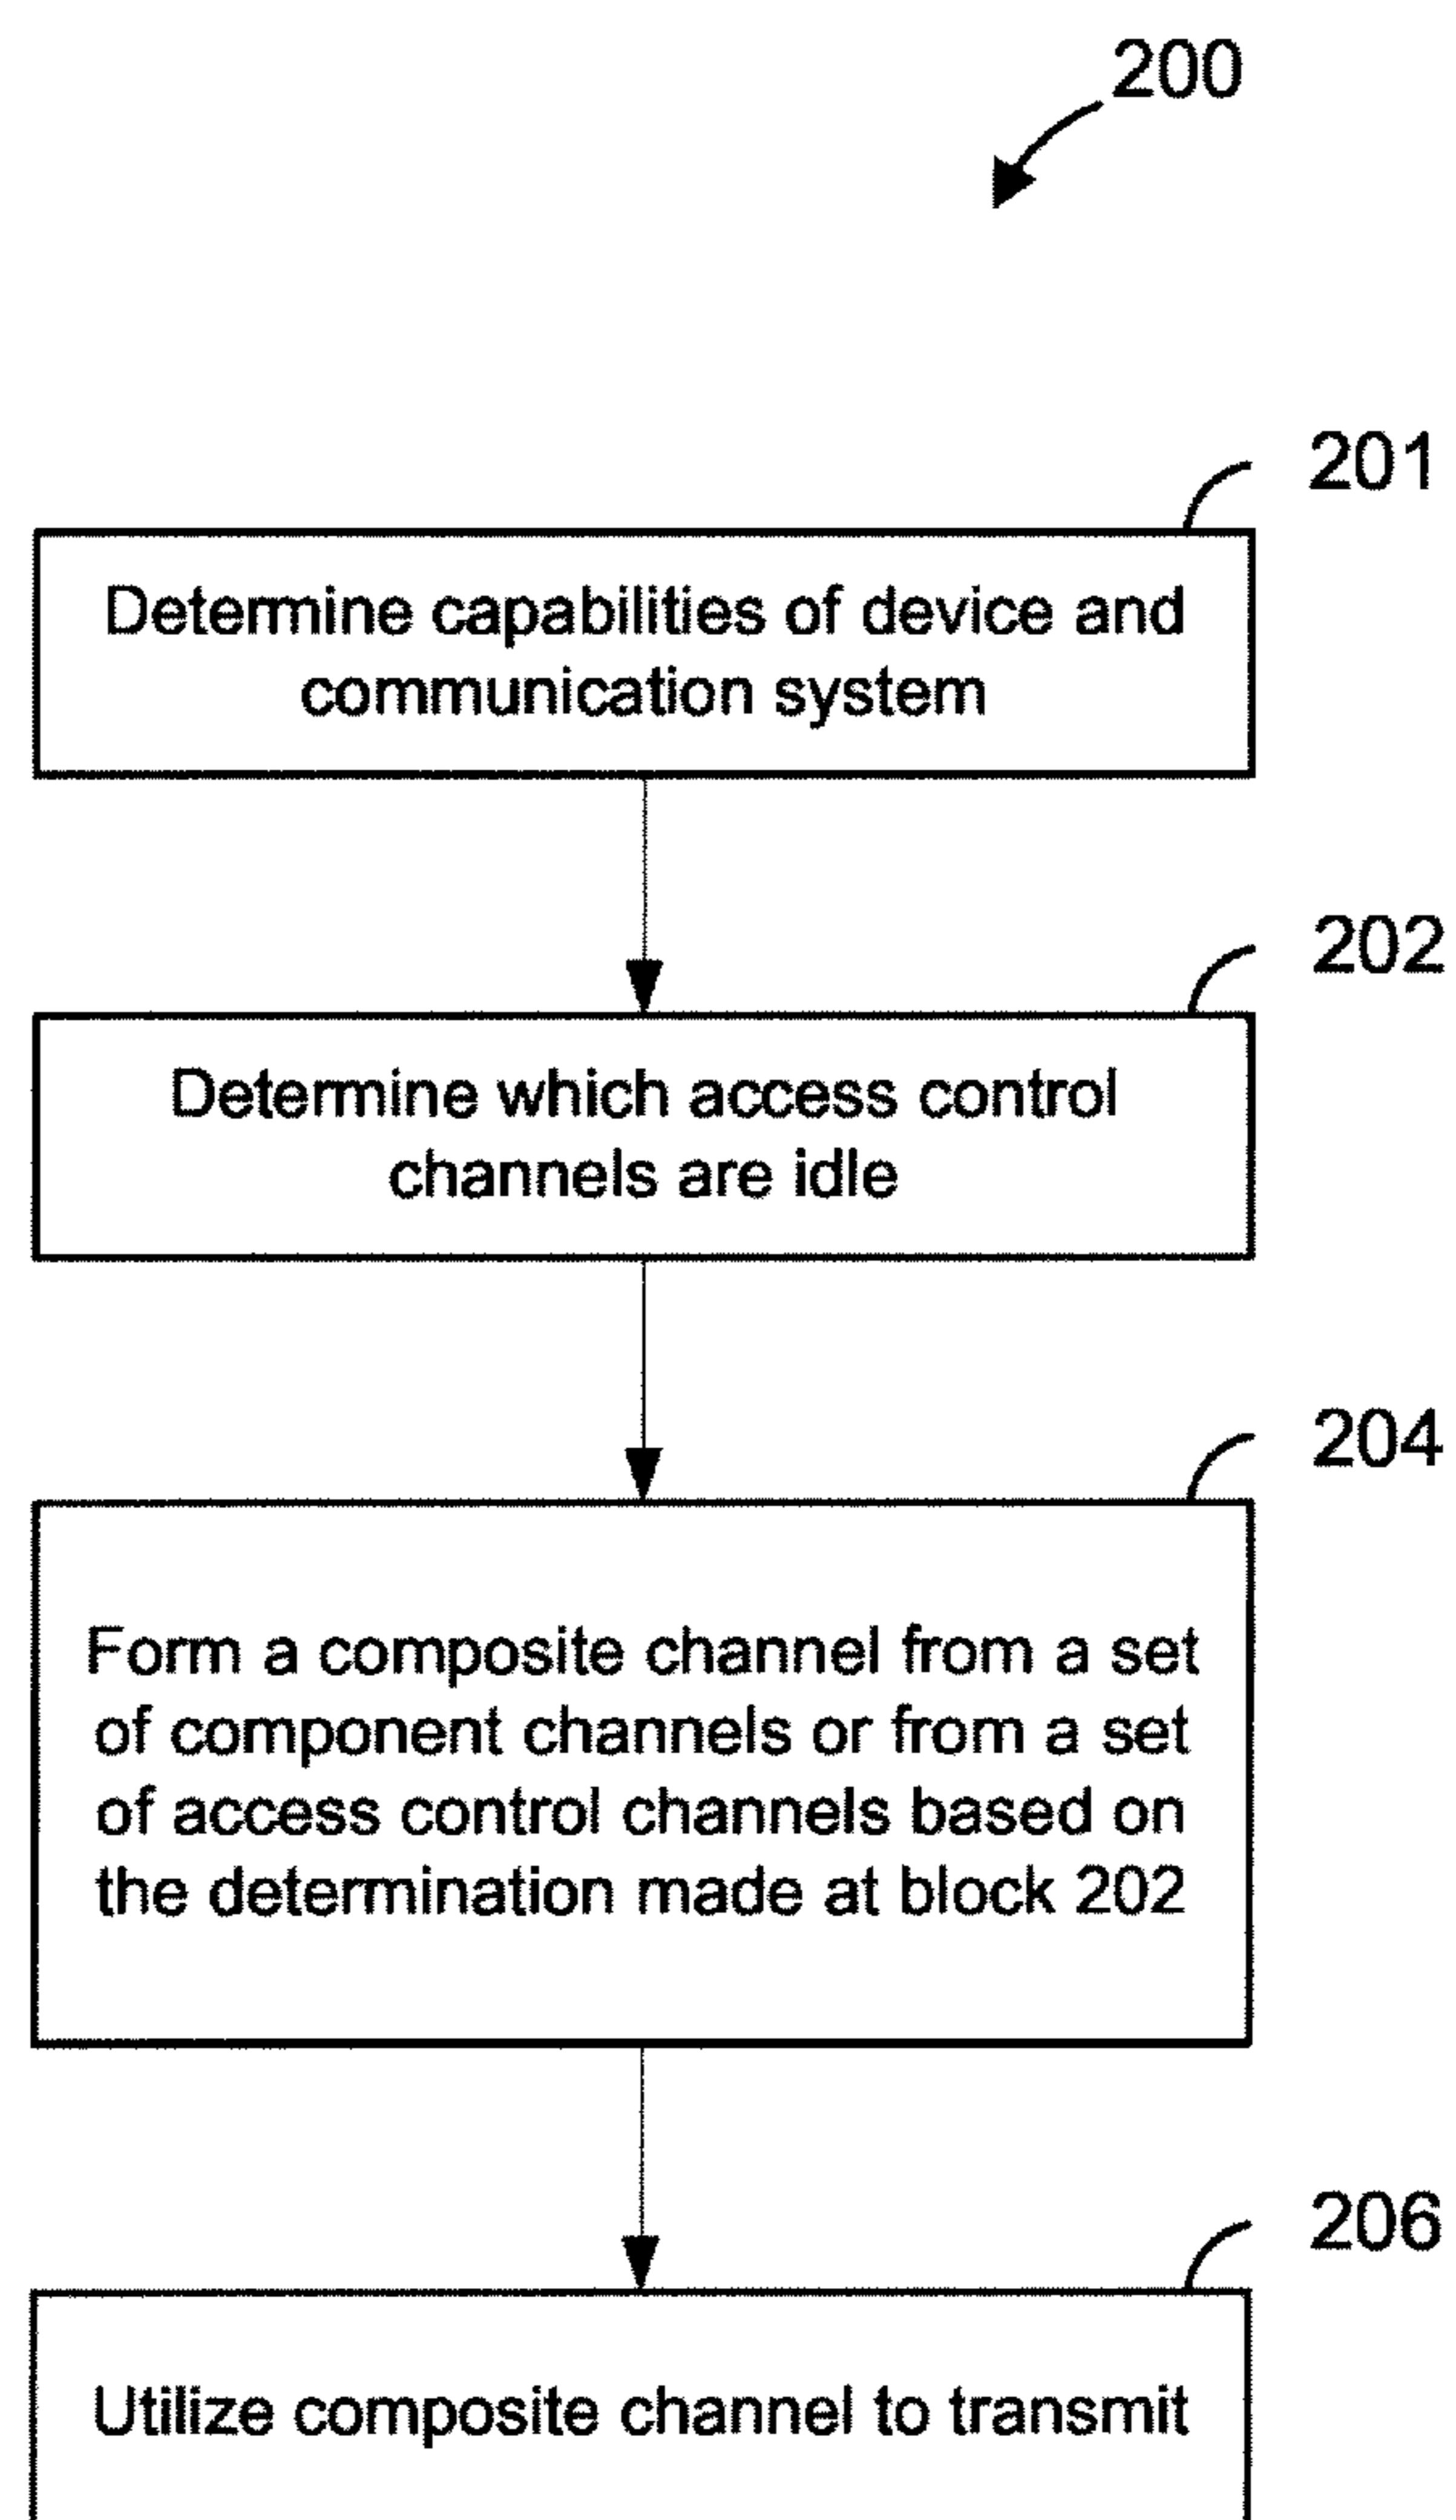 200
201
Determine capabilities of device and
communication system
202
Determine which access control
channels are idle
204
Form a composite channel from a set
of component channels or from a set
of access control channels based on
the determination made at block 202
206
Utilize composite channel to transmit